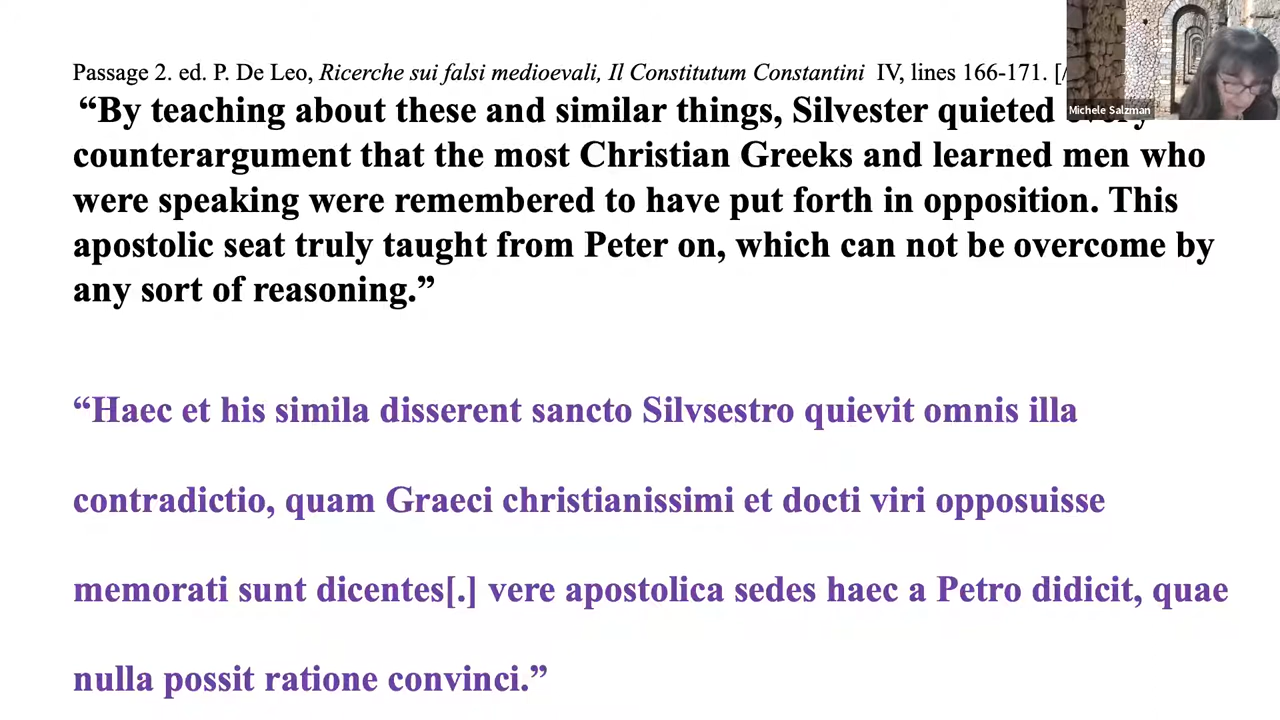 Passage 2. ed. P. De Leo, Ricerche sui falsi medioevali, Il Constitutum Constantini IV, lines 166-171. [
“By teaching about these and similar things, Silvester quieted
counterargument that the most Christian Greeks and learned men who
were speaking were remembered to have put forth in opposition. This
apostolic seat truly taught from Peter on, which can not be overcome by
any sort of reasoning.”
“Haec et his simila disserent sancto Silvsestro quievit omnis illa
contradictio, quam Graeci christianissimi et docti viri opposuisse
memorati sunt dicentes[.] vere apostolica sedes haec a Petro didicit, quae
nulla possit ratione convinci.”
Michele Salzman